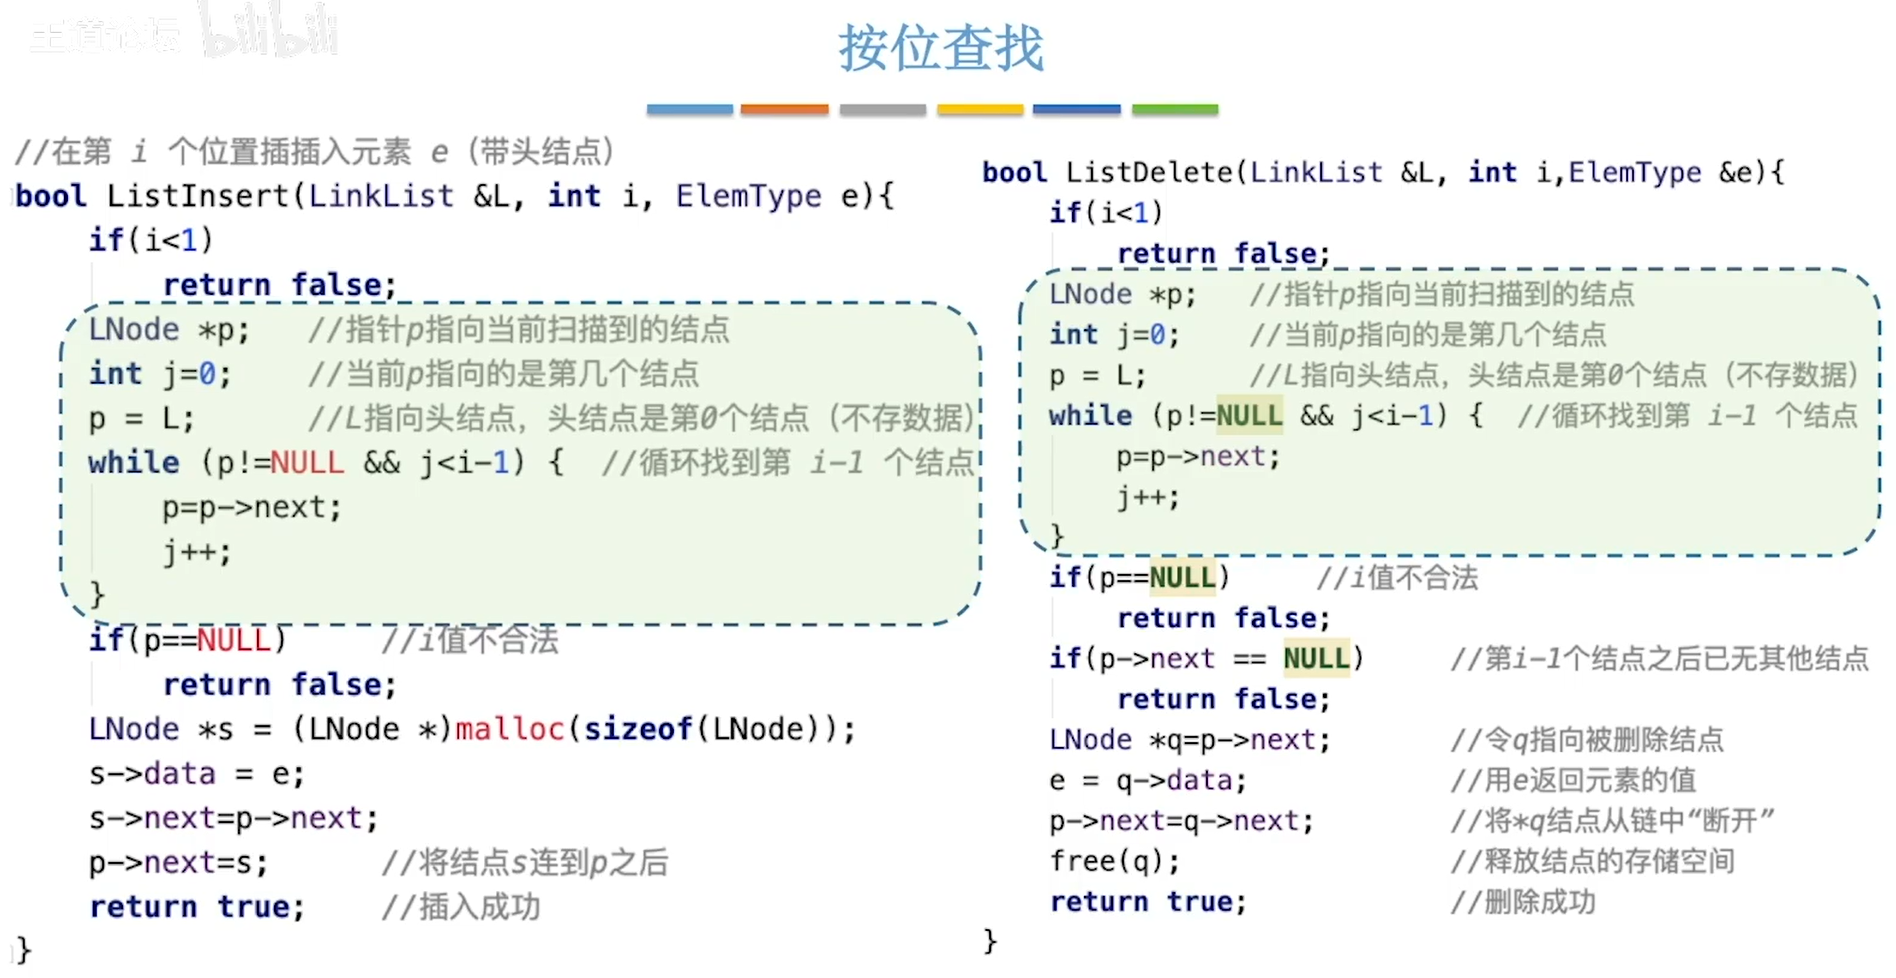 王道论坛 bilibili
按位查找
//在第 i 个位置插插入元素 e（带头结点）
bool ListInsert(LinkList &L, int i, ElemType e){
if(i<1)
return false;
LNode *p; //指针p指向当前扫描到的结点
int j=0; //当前p指向的是第几个结点
p = L; //L指向头结点，头结点是第0个结点（不存数据）
while (p!=NULL && j<i-1) { //循环找到第 i-1 个结点
p=p->next;
j++;
}
if(p==NULL) //i值不合法
return false;
LNode *s = (LNode *)malloc(sizeof(LNode));
s->data = e;
s->next=p->next;
p->next=s; //将结点s连到p之后
return true; //插入成功
}
bool ListDelete(LinkList &L, int i,ElemType &e){
if(i<1)
return false;
LNode *p; //指针p指向当前扫描到的结点
int j=0; //当前p指向的是第几个结点
p = L; //L指向头结点，头结点是第0个结点（不存数据）
while (p!=NULL && j<i-1) { //循环找到第 i-1 个结点
p=p->next;
j++;
}
if(p==NULL) //i值不合法
return false;
if(p->next == NULL) //第i-1个结点之后已无其他结点
return false;
LNode *q=p->next; //令q指向被删除结点
e = q->data; //用e返回元素的值
p->next=q->next; //将*q结点从链中“断开”
free(q); //释放结点的存储空间
return true; //删除成功
}